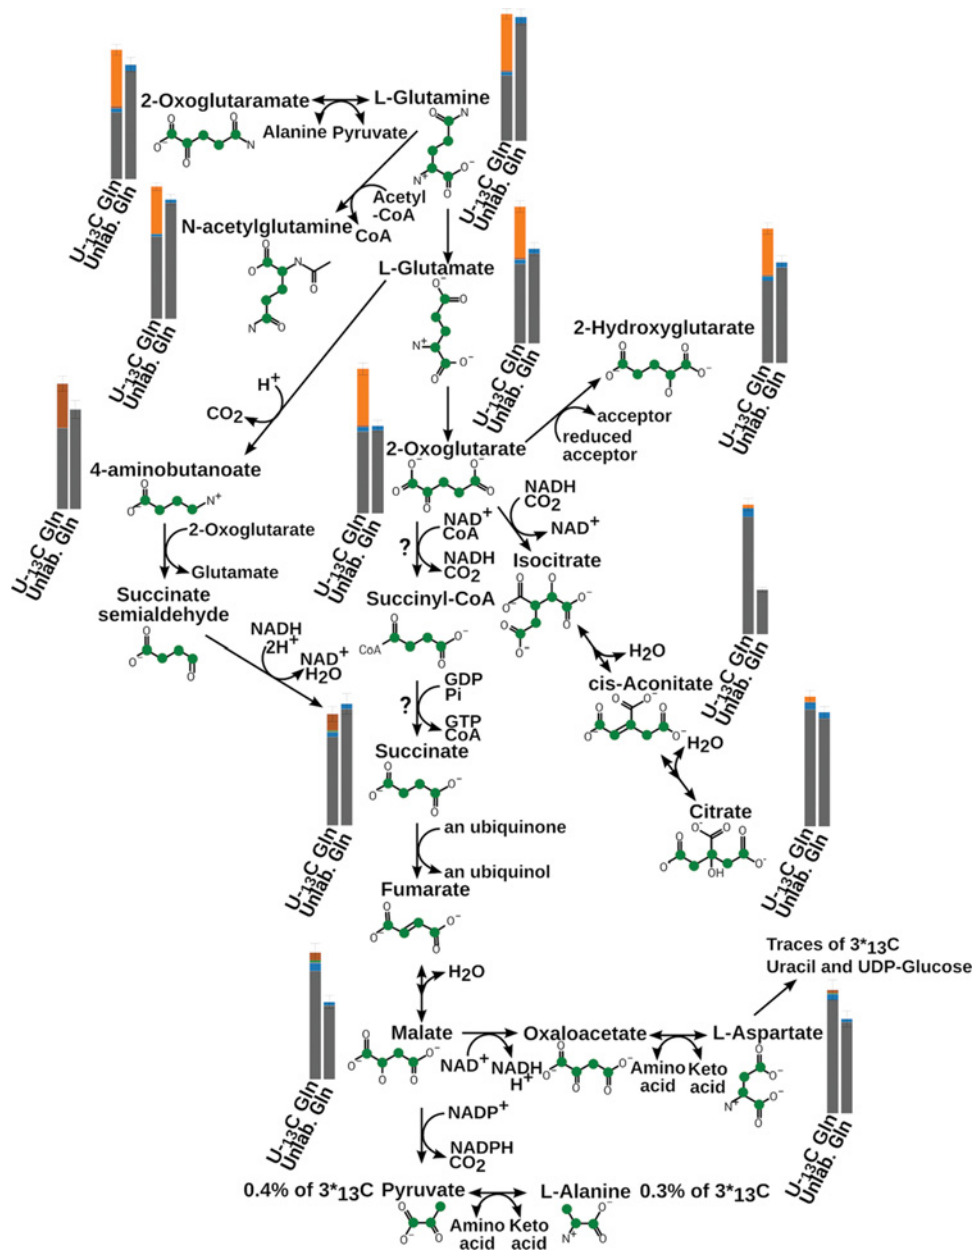 2-Oxoglutaramate
L-Glutamine
Alanine Pyruvate
O
O⁻
O
O
N
O
N
N⁺
O⁻
O
U-13C Gln
Unlab. Gln
U-13C Gln
Unlab. Gln
Acetyl
-CoA
CoA
N-acetylglutamine
O
O
N
O
N
O
U-13C Gln
Unlab. Gln
L-Glutamate
O⁻
O
N⁺
O⁻
O
U-13C Gln
Unlab. Gln
2-Hydroxyglutarate
O
O⁻
O
O
O⁻
U-13C Gln
Unlab. Gln
H⁺
CO2
acceptor
reduced
acceptor
4-aminobutanoate
O
O⁻
N⁺
U-13C Gln
Unlab. Gln
2-Oxoglutarate
O⁻
O
O
O⁻
O
U-13C Gln
Unlab. Gln
2-Oxoglutarate
Glutamate
NADH
CO2
NAD⁺
NAD⁺
CoA
?
NADH
CO2
Isocitrate
O⁻
O
O
O⁻
O
O
O⁻
Succinate
semialdehyde
O
O⁻
O
NADH
2H⁺
NAD⁺
H2O
Succinyl-CoA
CoA
O
O⁻
O
H2O
U-13C Gln
Unlab. Gln
GDP
Pi
?
GTP
CoA
cis-Aconitate
O
O⁻
O
O⁻
O
O⁻
H2O
Succinate
O
O⁻
O⁻
O
U-13C Gln
Unlab. Gln
Citrate
O
O⁻
O
O
O
O⁻
OH
U-13C Gln
Unlab. Gln
an ubiquinone
an ubiquinol
Fumarate
O
O⁻
O⁻
O
H2O
Traces of 3*13C
Uracil and UDP-Glucose
Malate
O
O⁻
O
O
O⁻
NAD⁺
NADH
H⁺
Oxaloacetate
O
O⁻
O
O
O⁻
Amino
acid
Keto
acid
L-Aspartate
O
O⁻
N⁺
O⁻
O
U-13C Gln
Unlab. Gln
U-13C Gln
Unlab. Gln
NADP⁺
NADPH
CO2
0.4% of 3*13C Pyruvate
L-Alanine 0.3% of 3*13C
O
O⁻
O
Amino
acid
Keto
acid
N⁺
O⁻
O